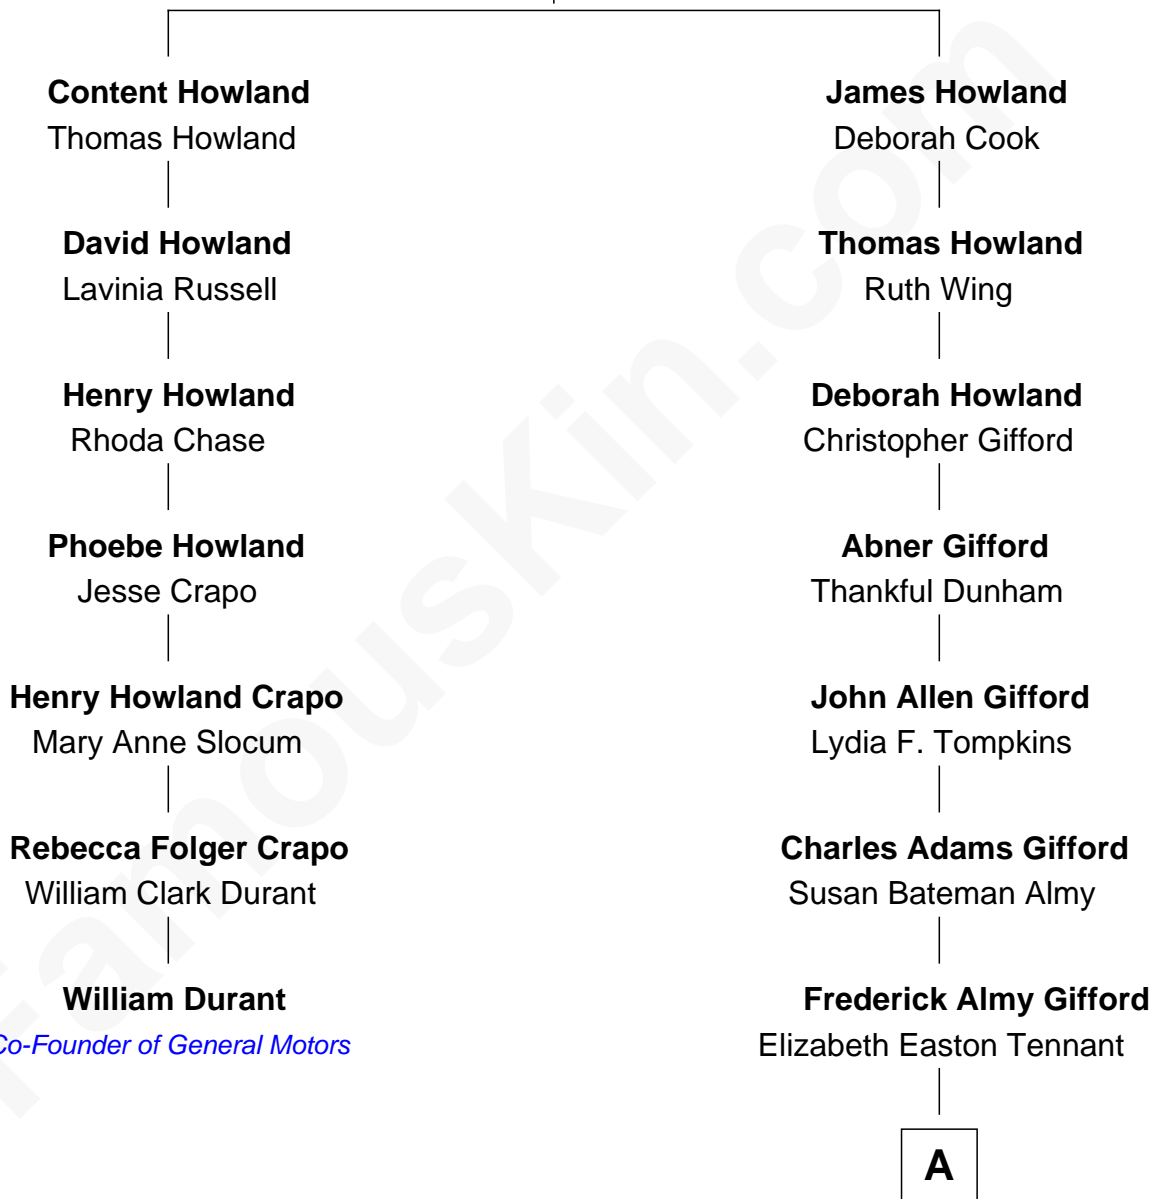 Content Howland
Thomas Howland
David Howland
Lavinia Russell
Henry Howland
Rhoda Chase
Phoebe Howland
Jesse Crapo
Henry Howland Crapo
Mary Anne Slocum
Rebecca Folger Crapo
William Clark Durant
William Durant
Co-Founder of General Motors
James Howland
Deborah Cook
Thomas Howland
Ruth Wing
Deborah Howland
Christopher Gifford
Abner Gifford
Thankful Dunham
John Allen Gifford
Lydia F. Tompkins
Charles Adams Gifford
Susan Bateman Almy
Frederick Almy Gifford
Elizabeth Easton Tennant
A
FamousKin.com